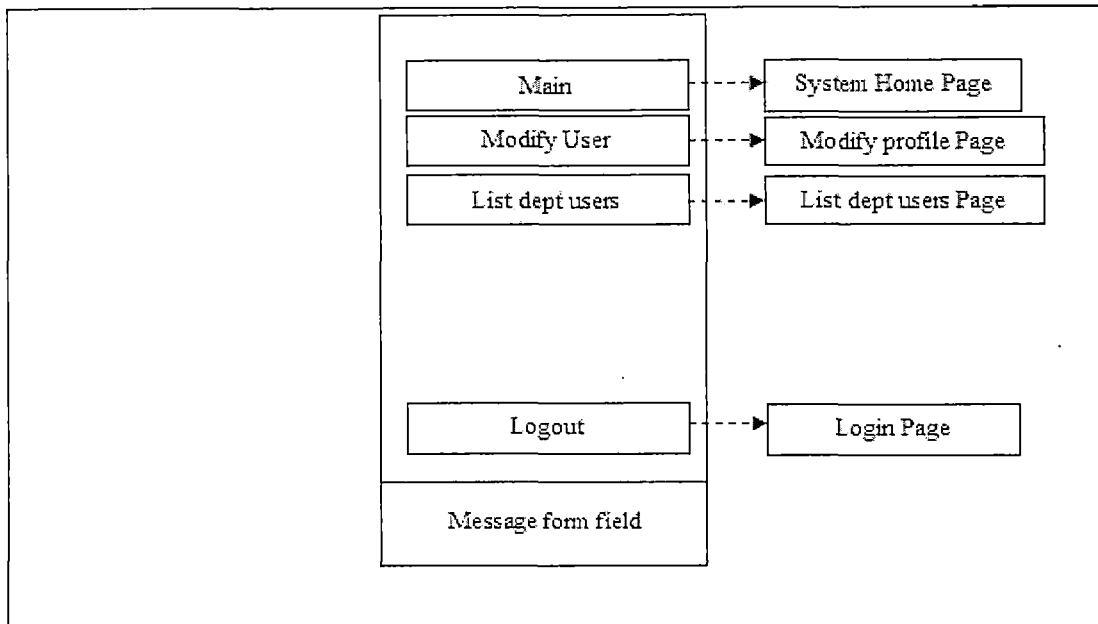 Main
System Home Page
Modify User
Modify profile Page
List dept users
List dept users Page
Logout
Login Page
Message form field